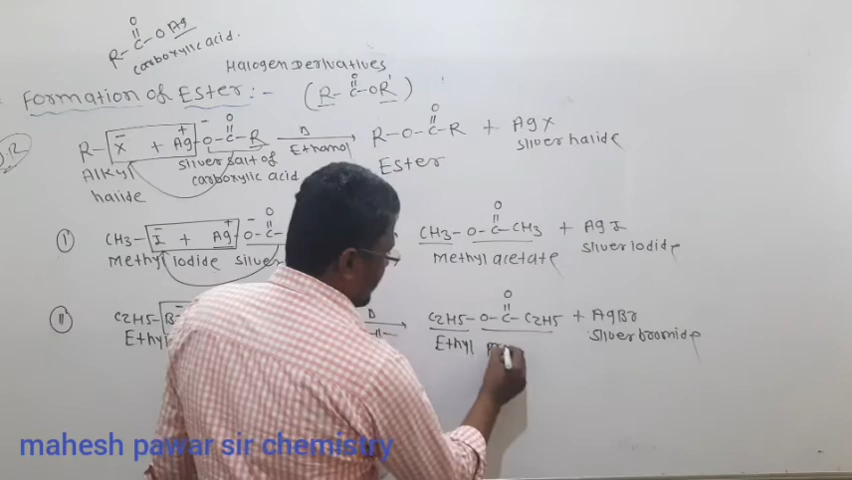 O
R-C-OAg
carboxylic acid.
Halogen Derivatives
Formation of Ester:- (R-C-OR')
O
R-X + Ag-O-C-R Δ Ethanol → R-O-C-R + AgX
Alkyl halide silver salt of carboxylic acid Ester silver halide
i) CH3-I + Ag-O-C- CH3-O-C-CH3 + AgI
Methyl iodide silver Methyl acetate silver Iodide
ii) C2H5-B Δ → C2H5-O-C-C2H5 + AgBr
Ethyl Ethyl silver bromide
mahesh pawar sir chemistry